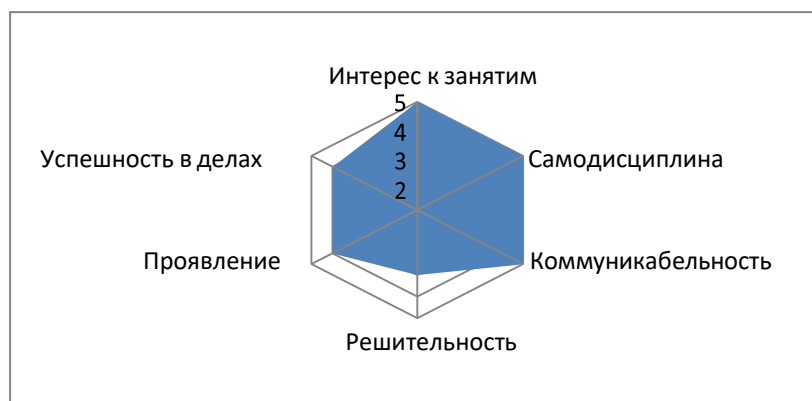 Интерес к занятим
5
4
3
2
Успешность в делах
Самодисциплина
Проявление
Коммуникабельность
Решительность